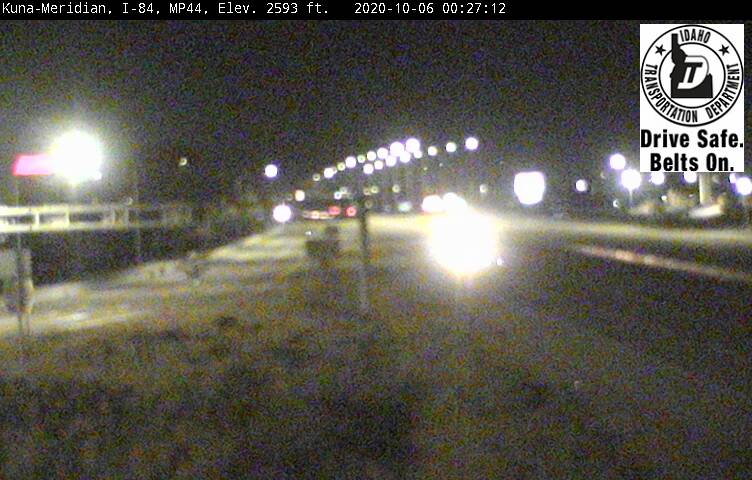 Kuna-Meridian, I-84, MP44, Elev. 2593 ft. 2020-10-06 00:27:12
IDAHO
TRANSPORTATION DEPARTMENT
Drive Safe.
Belts On.